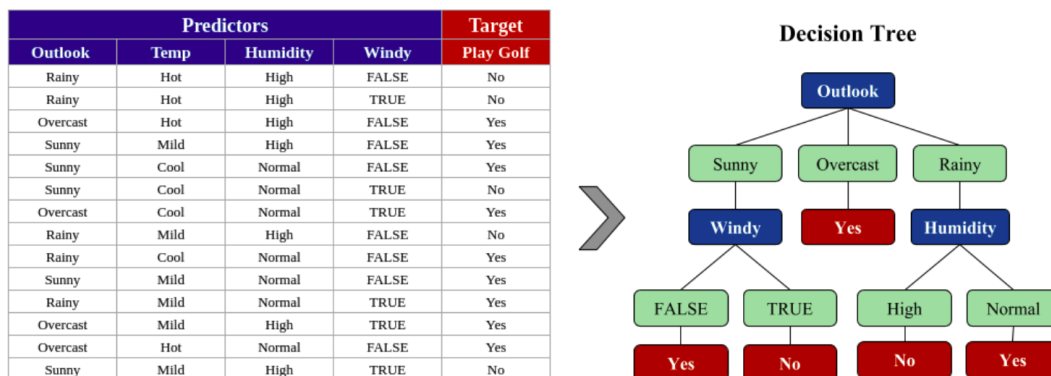 Predictors Target
Outlook Temp Humidity Windy Play Golf
Rainy Hot High FALSE No
Rainy Hot High TRUE No
Overcast Hot High FALSE Yes
Sunny Mild High FALSE Yes
Sunny Cool Normal FALSE Yes
Sunny Cool Normal TRUE No
Overcast Cool Normal TRUE Yes
Rainy Mild High FALSE No
Rainy Cool Normal FALSE Yes
Sunny Mild Normal FALSE Yes
Rainy Mild Normal TRUE Yes
Overcast Mild High TRUE Yes
Overcast Hot Normal FALSE Yes
Sunny Mild High TRUE No
Decision Tree
Outlook
Sunny Overcast Rainy
Windy Yes Humidity
FALSE TRUE High Normal
Yes No No Yes